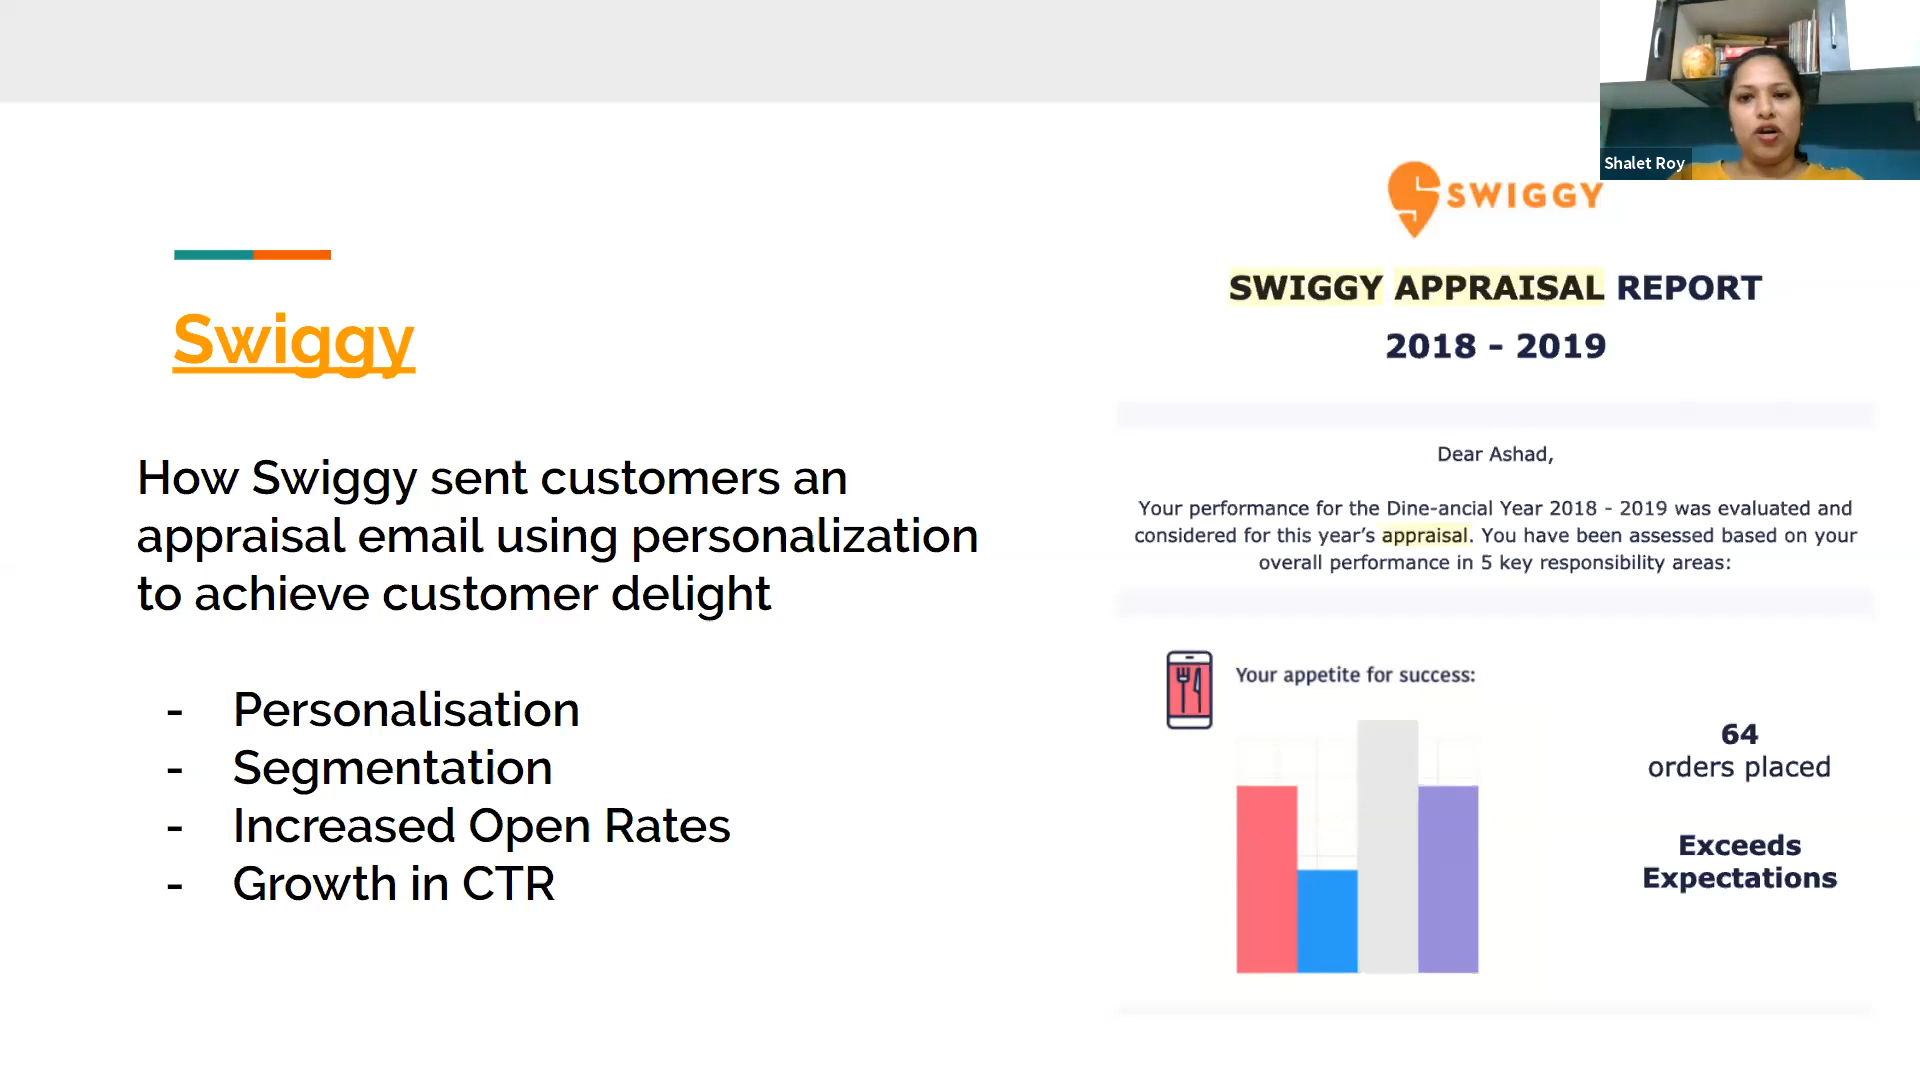 Shalet Roy
Swiggy
How Swiggy sent customers an
appraisal email using personalization
to achieve customer delight
- Personalisation
- Segmentation
- Increased Open Rates
- Growth in CTR
SWIGGY
SWIGGY APPRAISAL REPORT
2018 - 2019
Dear Ashad,
Your performance for the Dine-ancial Year 2018 - 2019 was evaluated and
considered for this year’s appraisal. You have been assessed based on your
overall performance in 5 key responsibility areas:
Your appetite for success:
64
orders placed
Exceeds
Expectations